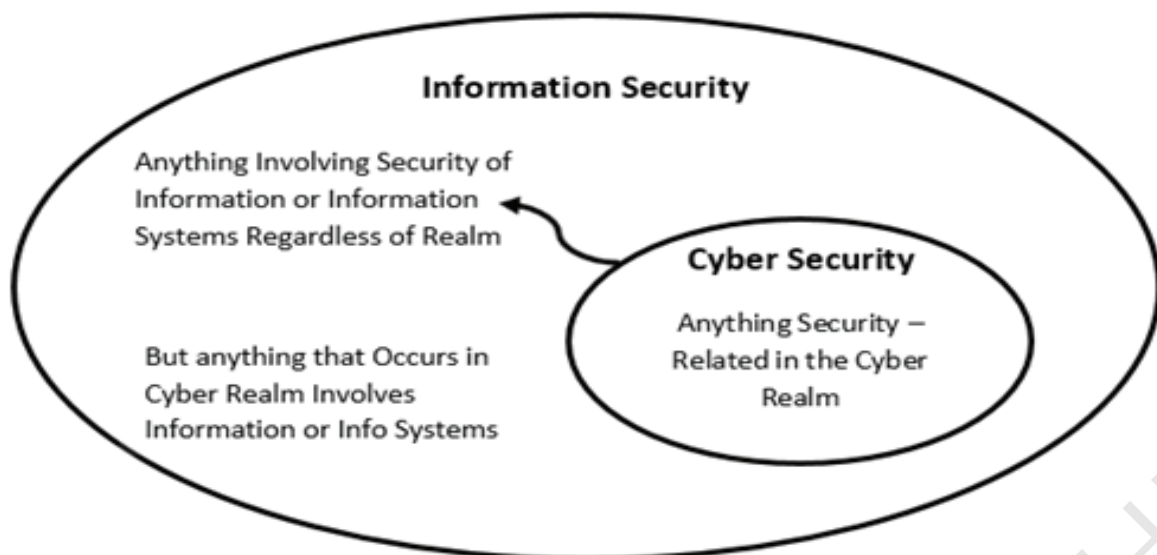 Information Security
Anything Involving Security of
Information or Information
Systems Regardless of Realm
But anything that Occurs in
Cyber Realm Involves
Information or Info Systems
Cyber Security
Anything Security –
Related in the Cyber
Realm